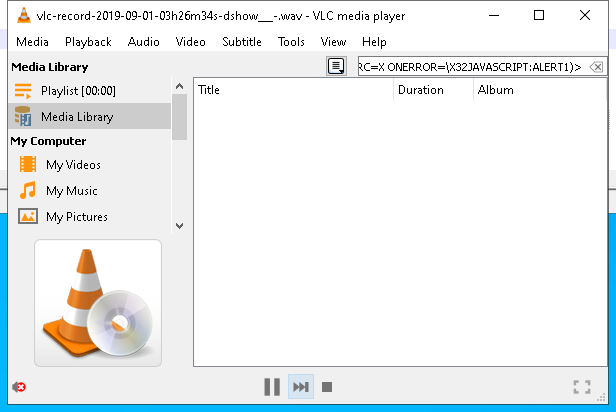 vlc-record-2019-09-01-03h26m34s-dshow___-.wav - VLC media player
Media Playback Audio Video Subtitle Tools View Help
Media Library
RC=X ONERROR=\X32JAVASCRIPT:ALERT1)>
Playlist [00:00]
Title Duration Album
Media Library
My Computer
My Videos
My Music
My Pictures